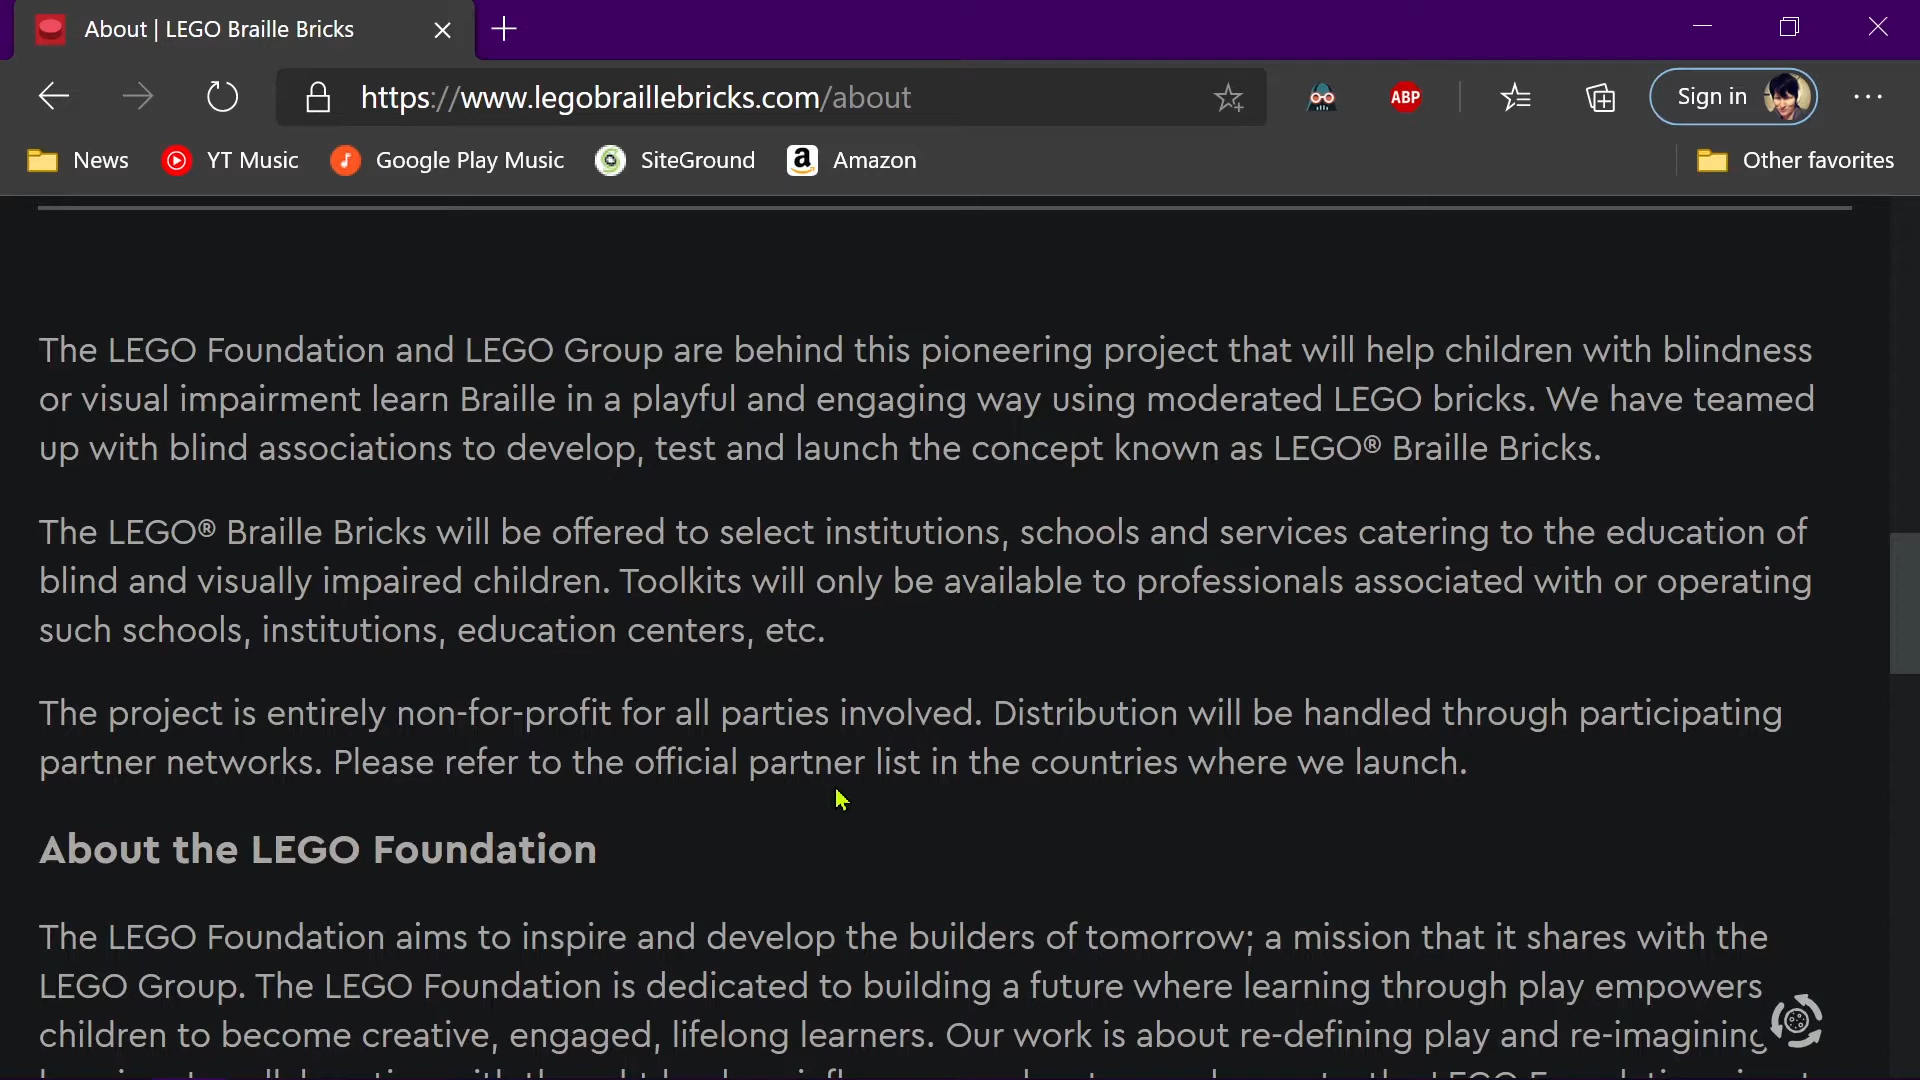 About | LEGO Braille Bricks
https://www.legobraillebricks.com/about
ABP
Sign in
News
YT Music
Google Play Music
SiteGround
a
Amazon
Other favorites
The LEGO Foundation and LEGO Group are behind this pioneering project that will help children with blindness
or visual impairment learn Braille in a playful and engaging way using moderated LEGO bricks. We have teamed
up with blind associations to develop, test and launch the concept known as LEGO® Braille Bricks.
The LEGO® Braille Bricks will be offered to select institutions, schools and services catering to the education of
blind and visually impaired children. Toolkits will only be available to professionals associated with or operating
such schools, institutions, education centers, etc.
The project is entirely non-for-profit for all parties involved. Distribution will be handled through participating
partner networks. Please refer to the official partner list in the countries where we launch.
About the LEGO Foundation
The LEGO Foundation aims to inspire and develop the builders of tomorrow; a mission that it shares with the
LEGO Group. The LEGO Foundation is dedicated to building a future where learning through play empowers
children to become creative, engaged, lifelong learners. Our work is about re-defining play and re-imagining